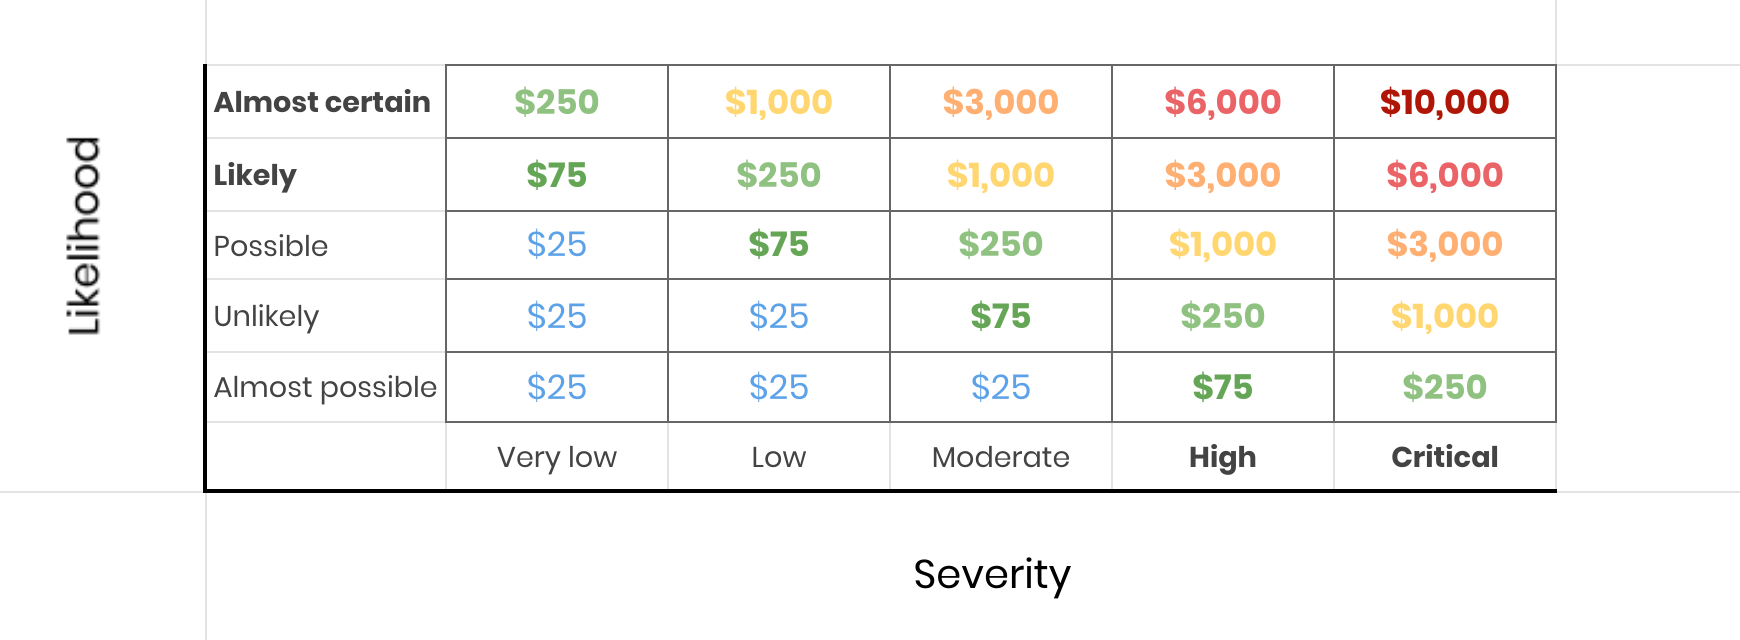 Likelihood
Almost certain $250 $1,000 $3,000 $6,000 $10,000
Likely $75 $250 $1,000 $3,000 $6,000
Possible $25 $75 $250 $1,000 $3,000
Unlikely $25 $25 $75 $250 $1,000
Almost possible $25 $25 $25 $75 $250
Very low Low Moderate High Critical
Severity